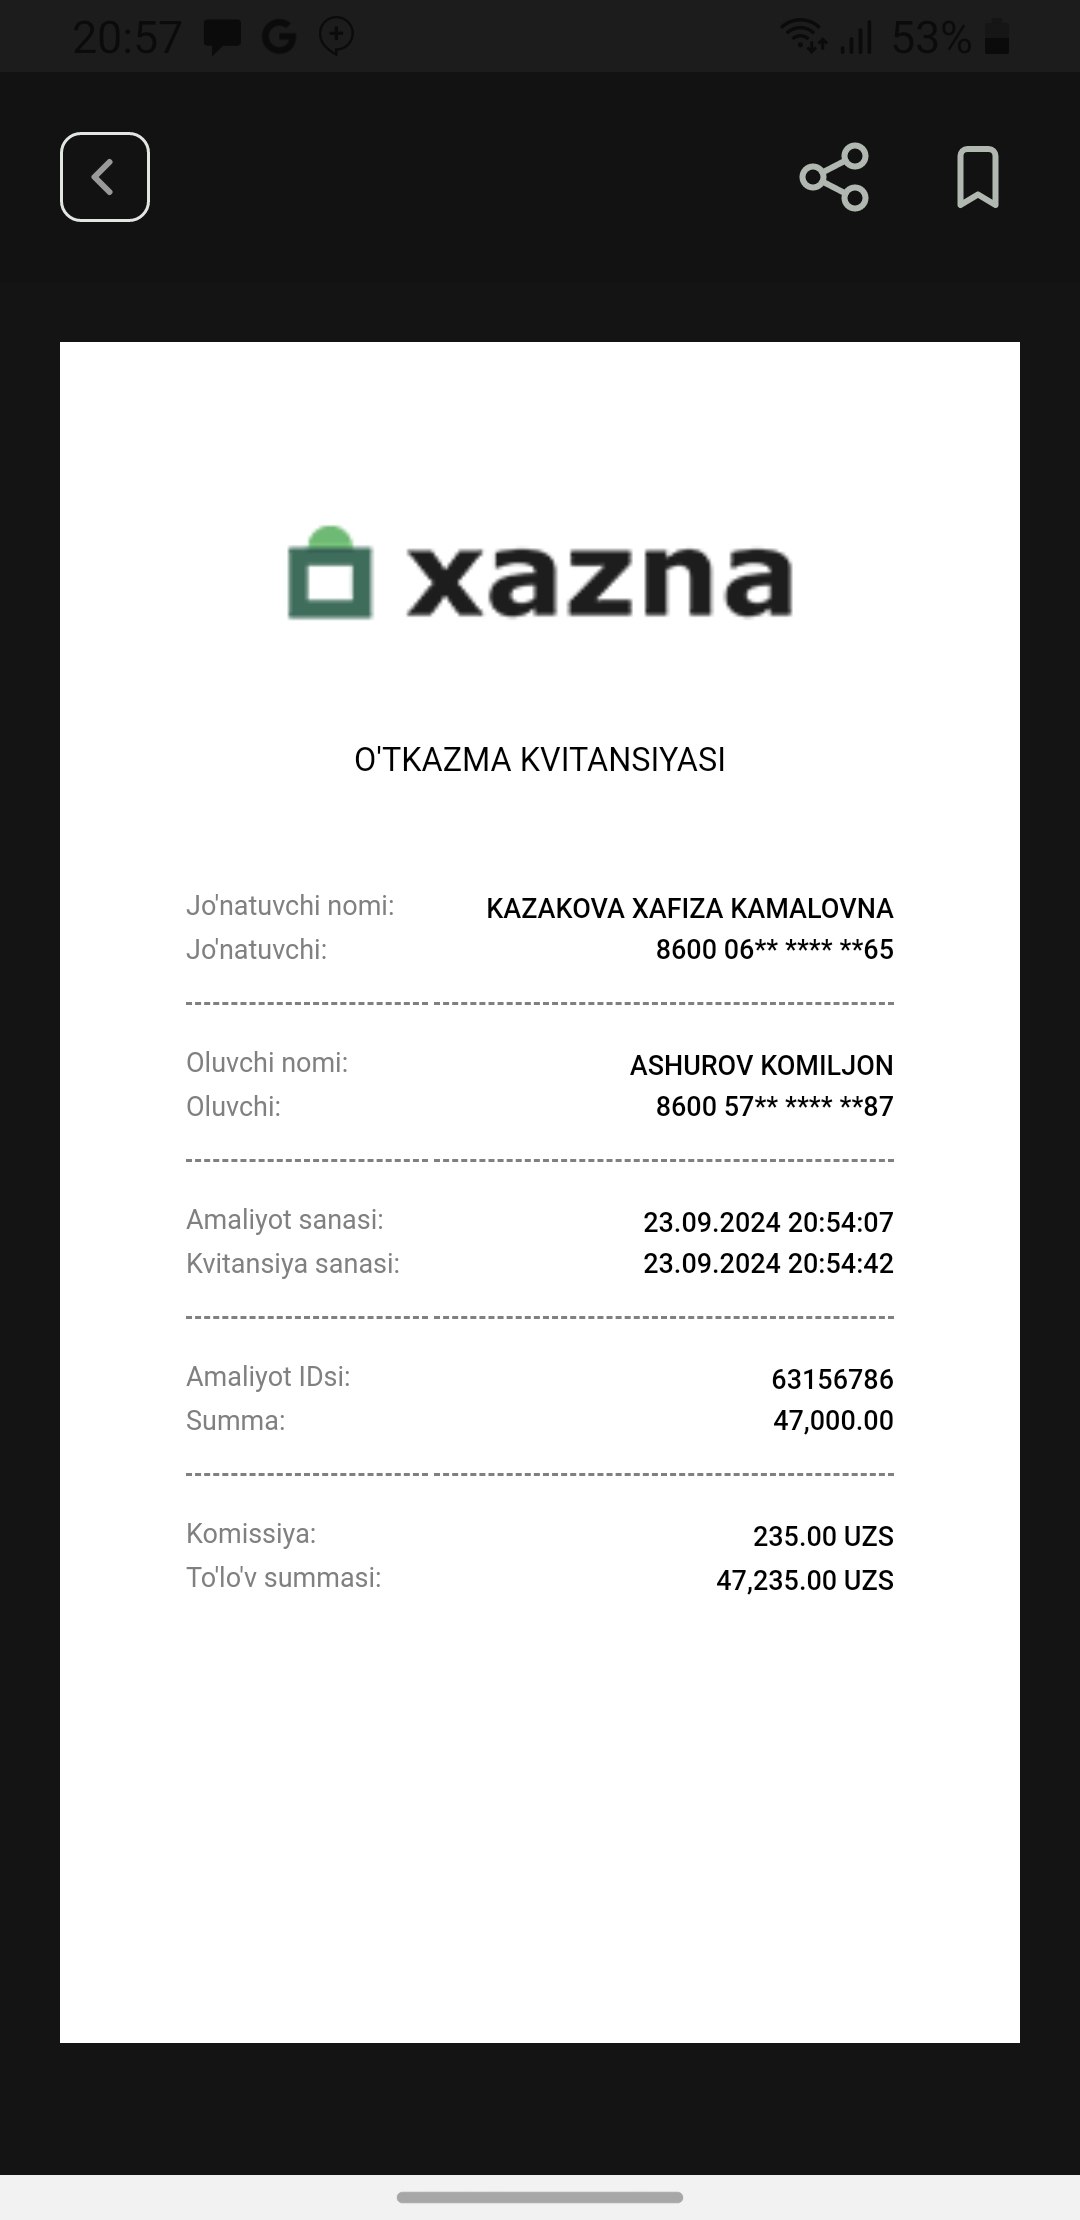 20:57 53%
xazna
O'TKAZMA KVITANSIYASI
Jo'natuvchi nomi: KAZAKOVA XAFIZA KAMALOVNA
Jo'natuvchi: 8600 06** **** **65
Oluvchi nomi: ASHUROV KOMILJON
Oluvchi: 8600 57** **** **87
Amaliyot sanasi: 23.09.2024 20:54:07
Kvitansiya sanasi: 23.09.2024 20:54:42
Amaliyot IDsi: 63156786
Summa: 47,000.00
Komissiya: 235.00 UZS
To'lo'v summasi: 47,235.00 UZS